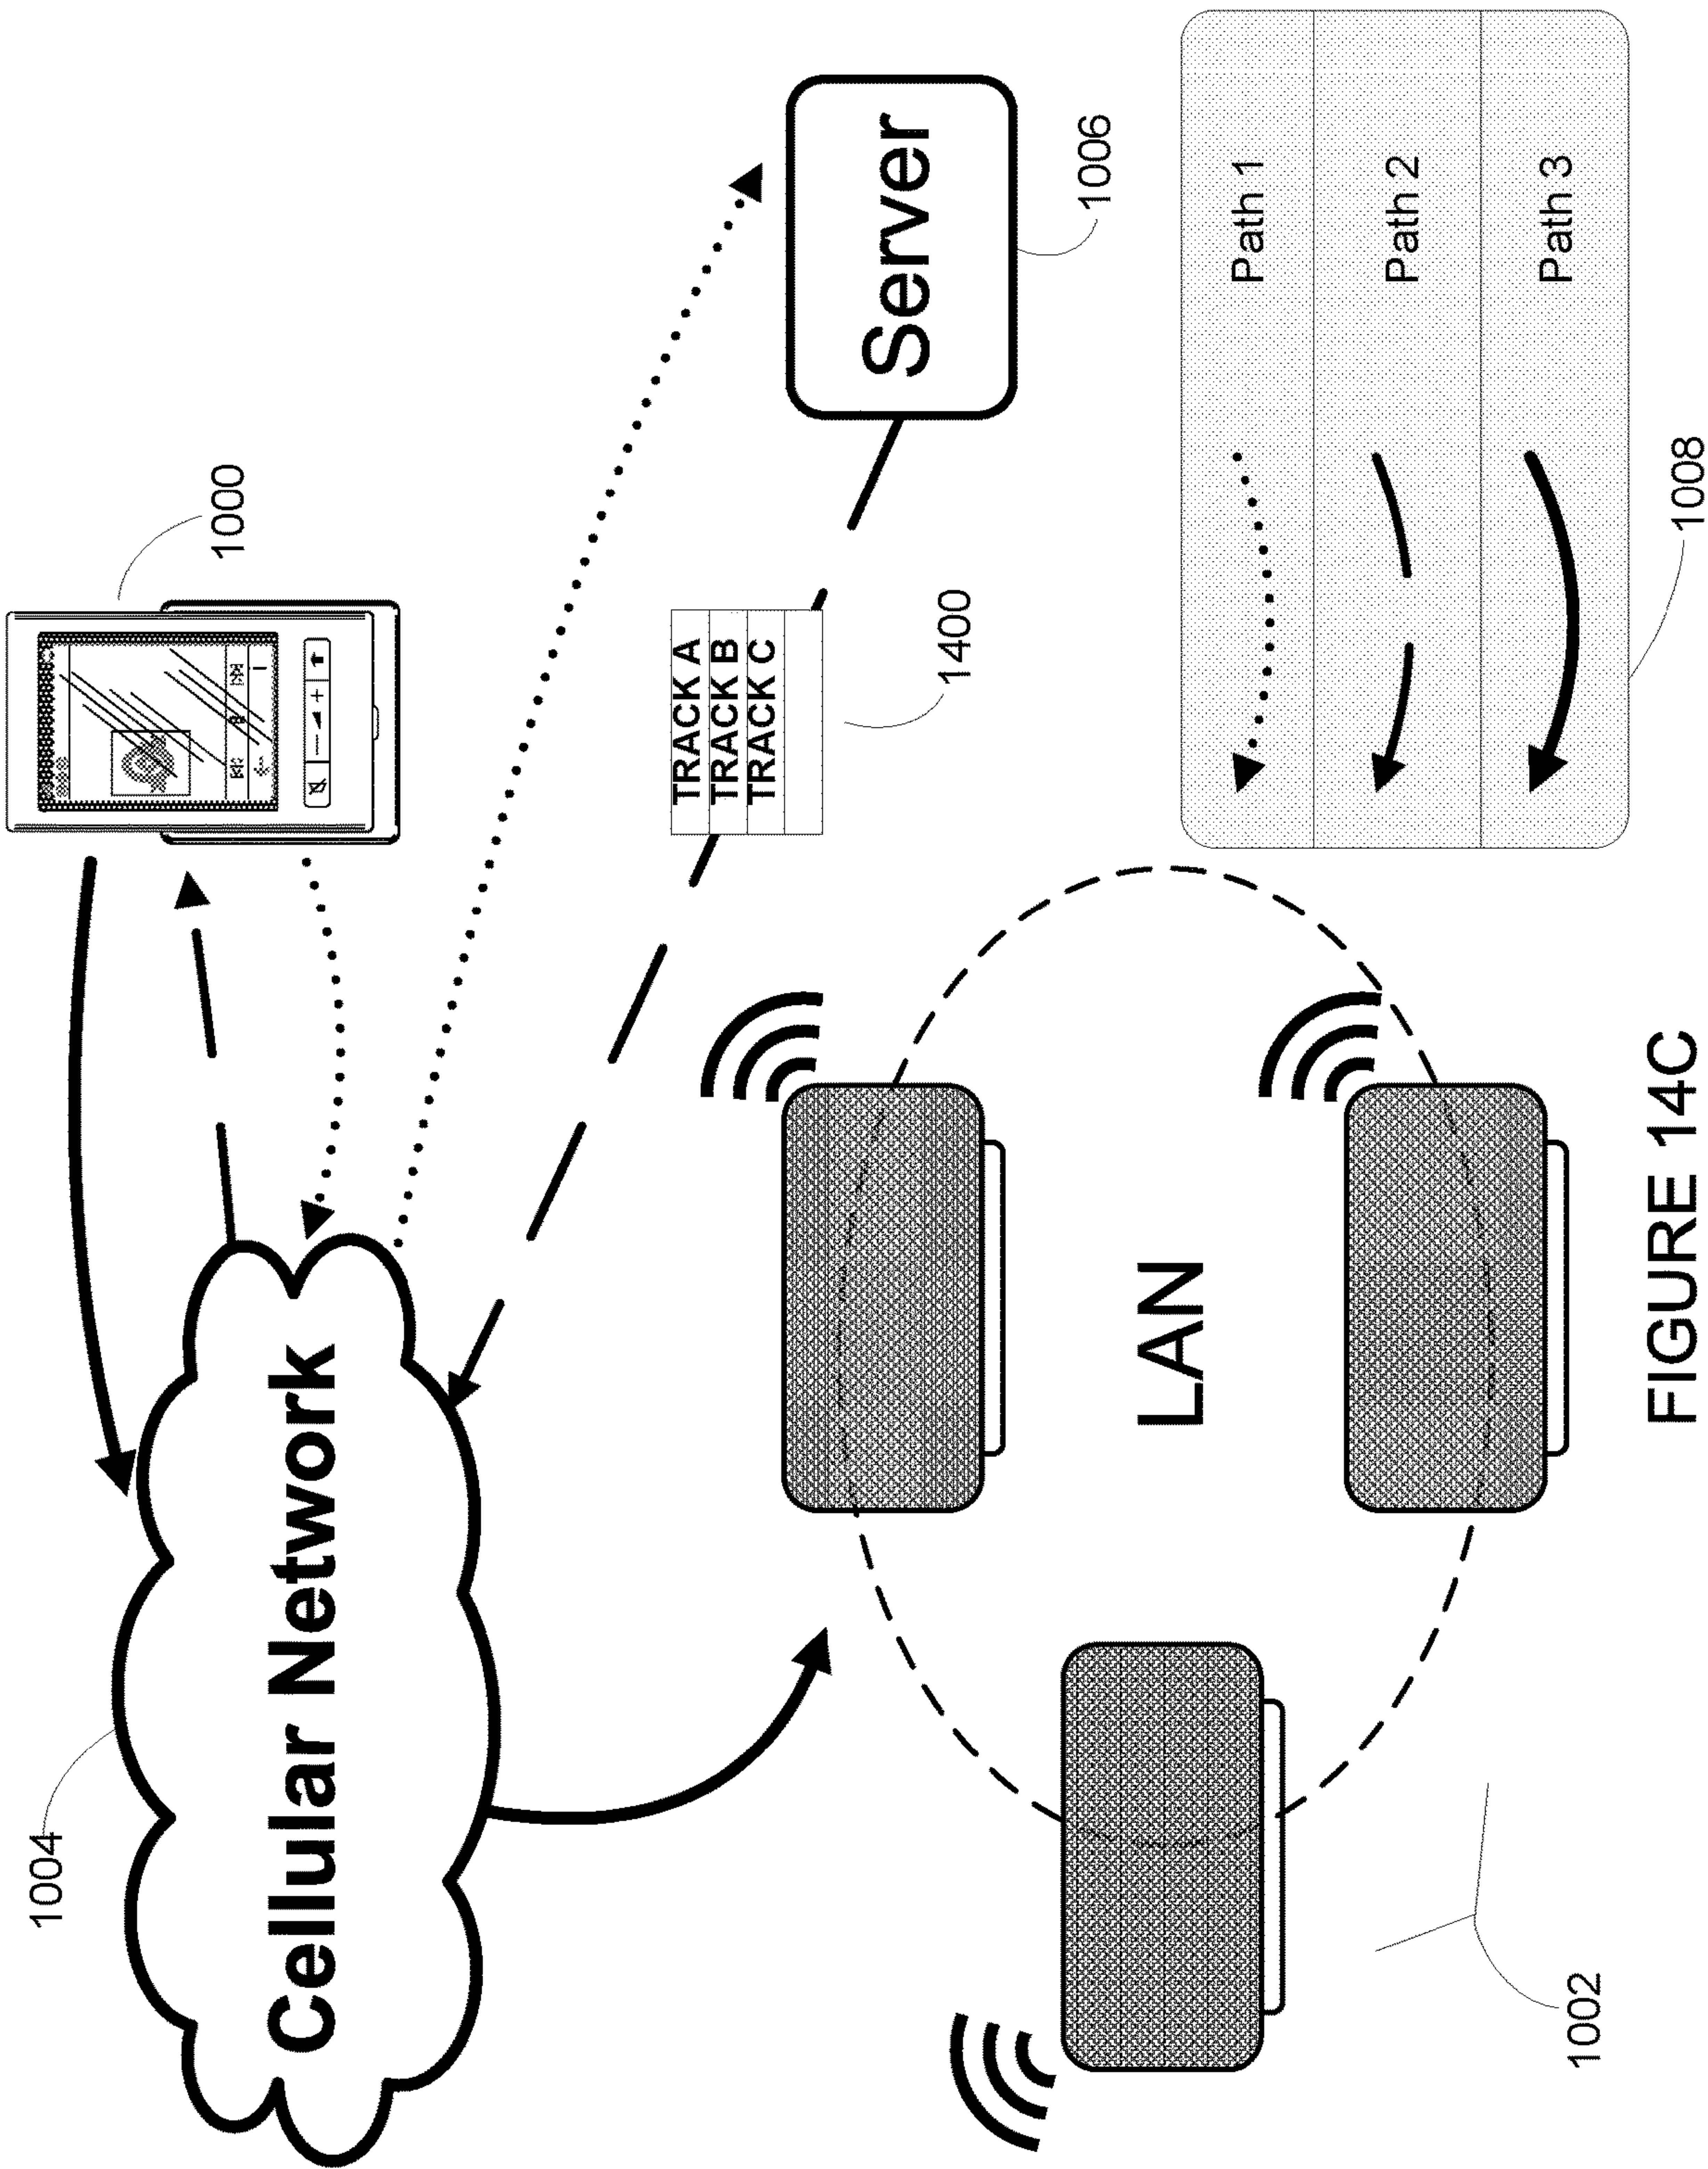 1004
Cellular Network
1000
TRACK A
TRACK B
TRACK C
1400
Server
1006
LAN
1002
Path 1
Path 2
Path 3
1008
FIGURE 14C